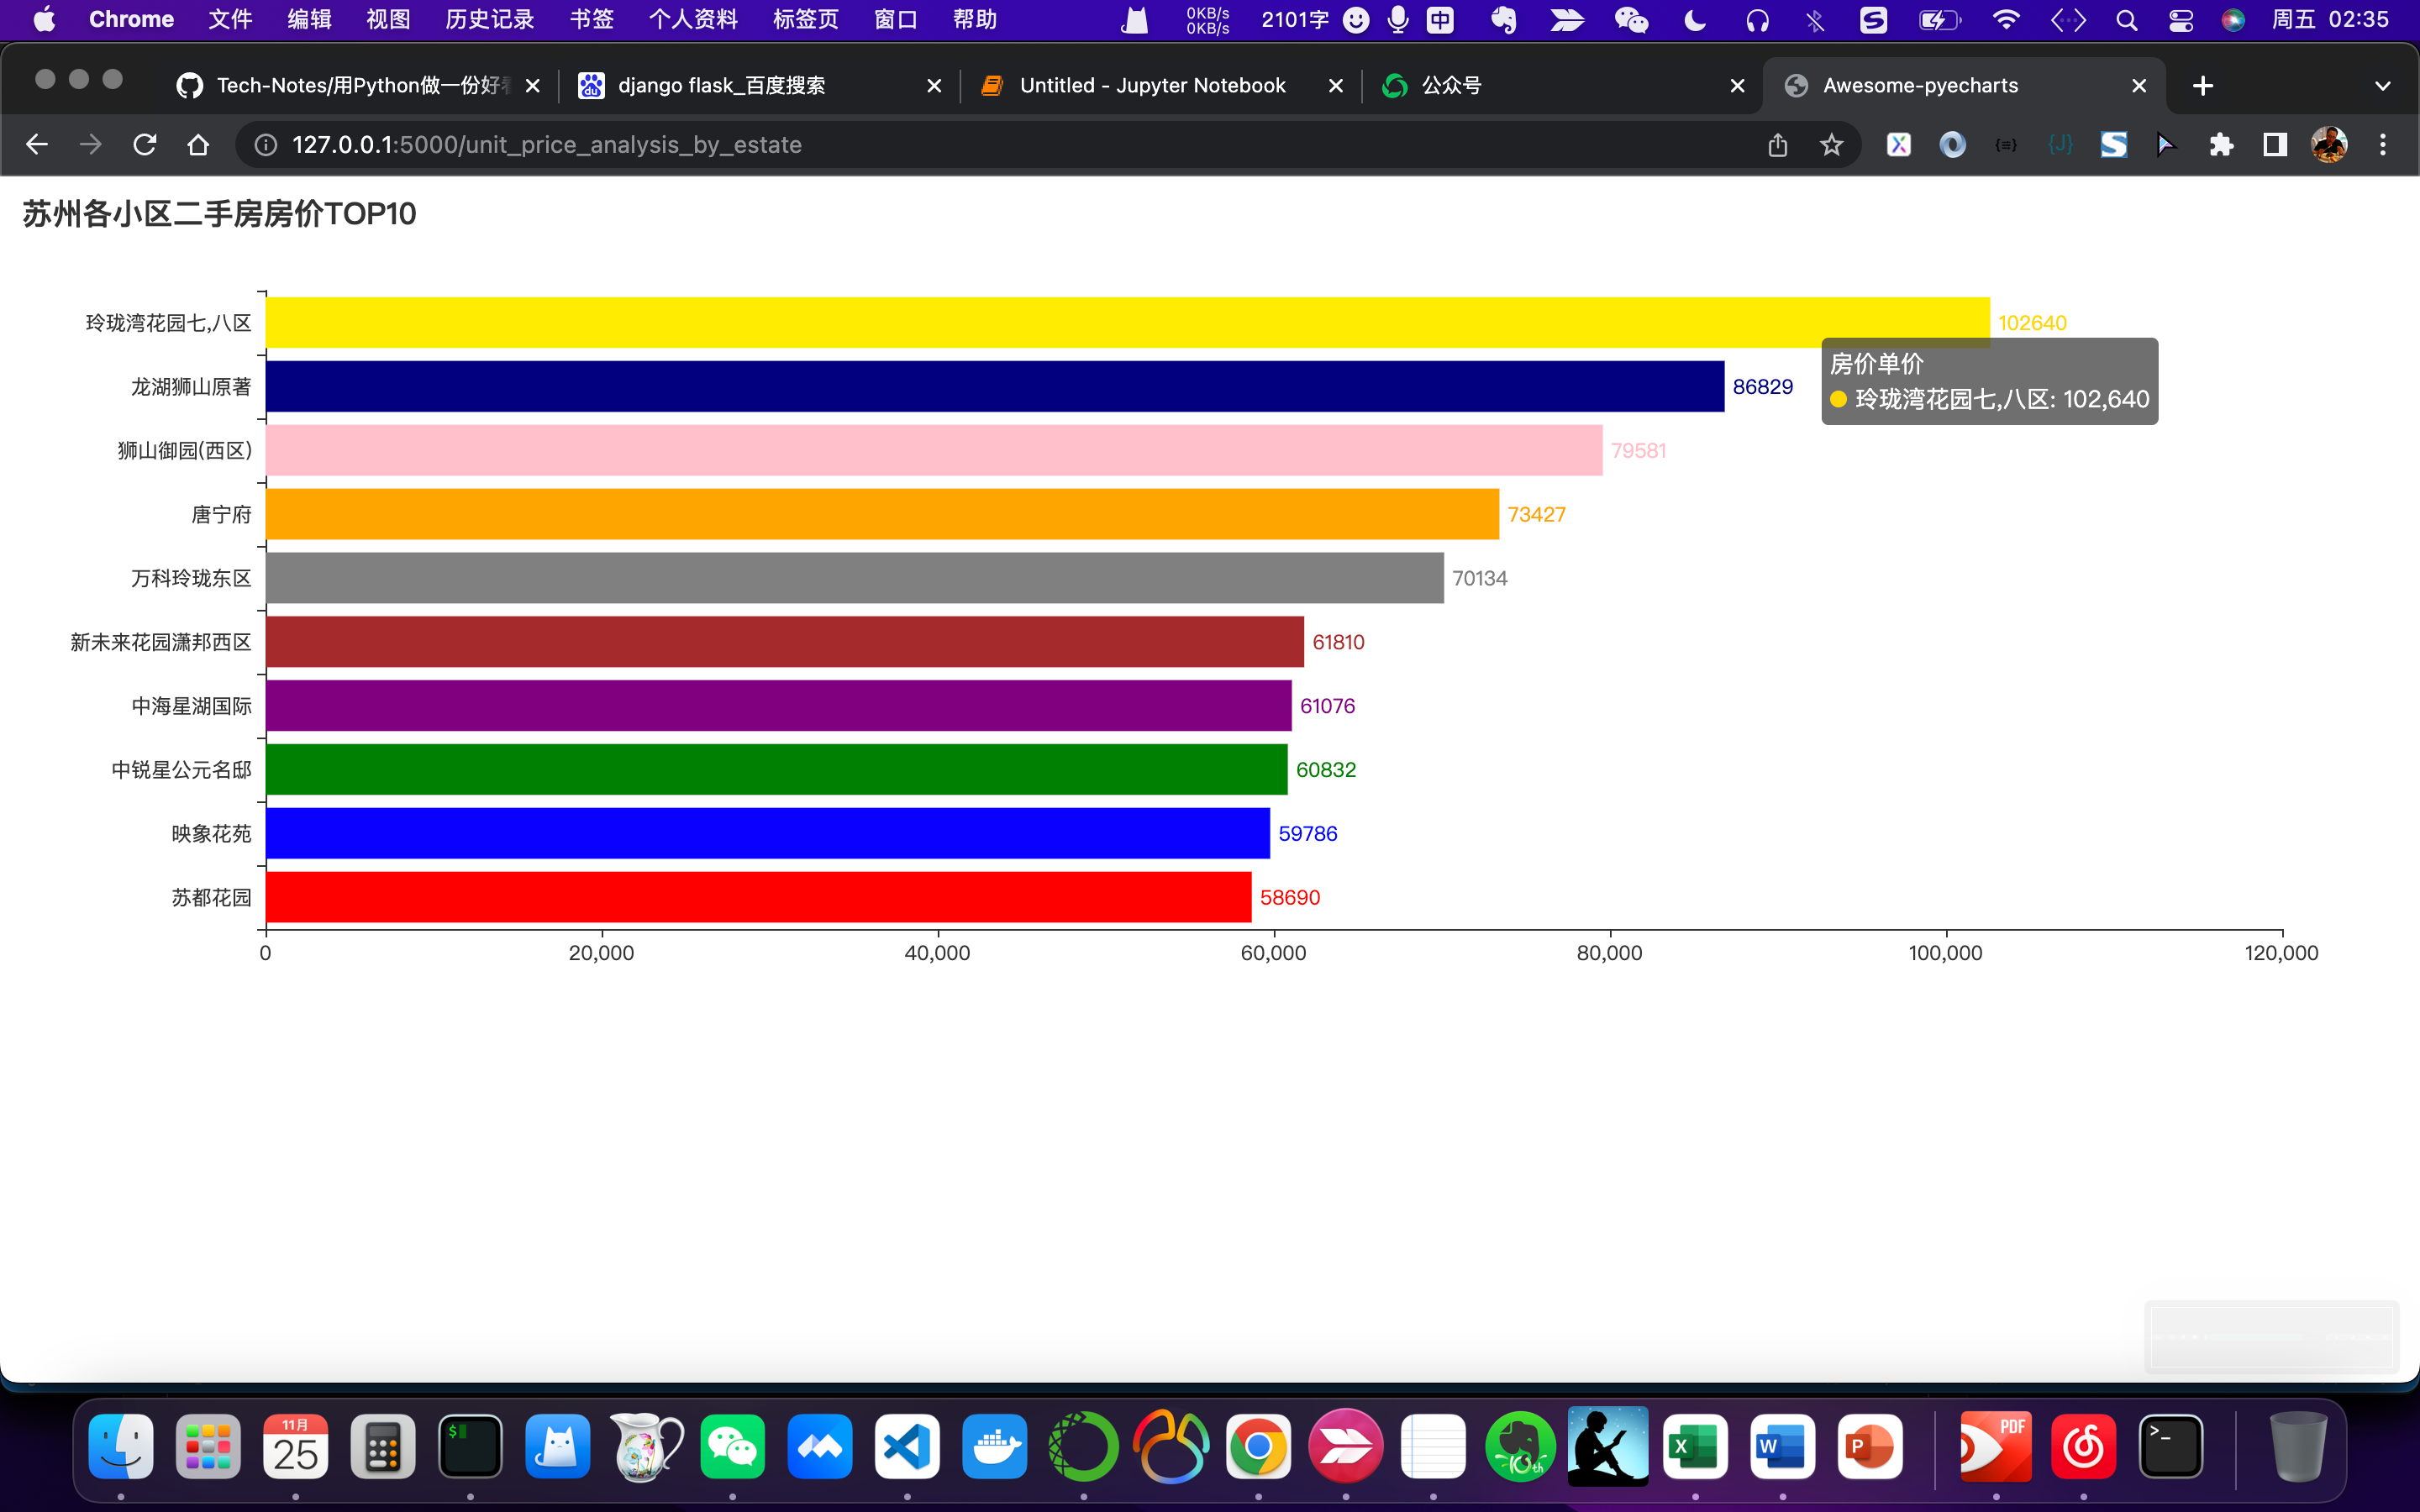 Chrome 文件 编辑 视图 历史记录 书签 个人资料 标签页 窗口 帮助 0KB/s 0KB/s 2101字 中 周五 02:35
Tech-Notes/用Python做一份好 django flask_百度搜索 Untitled - Jupyter Notebook 公众号 Awesome-pyecharts
127.0.0.1:5000/unit_price_analysis_by_estate
苏州各小区二手房房价TOP10
玲珑湾花园七,八区 102640
房价单价
玲珑湾花园七,八区: 102,640
龙湖狮山原著 86829
狮山御园(西区) 79581
唐宁府 73427
万科玲珑东区 70134
新未来花园潇邦西区 61810
中海星湖国际 61076
中锐星公元名邸 60832
映象花苑 59786
苏都花园 58690
0 20,000 40,000 60,000 80,000 100,000 120,000
11月
25
PDF
10th